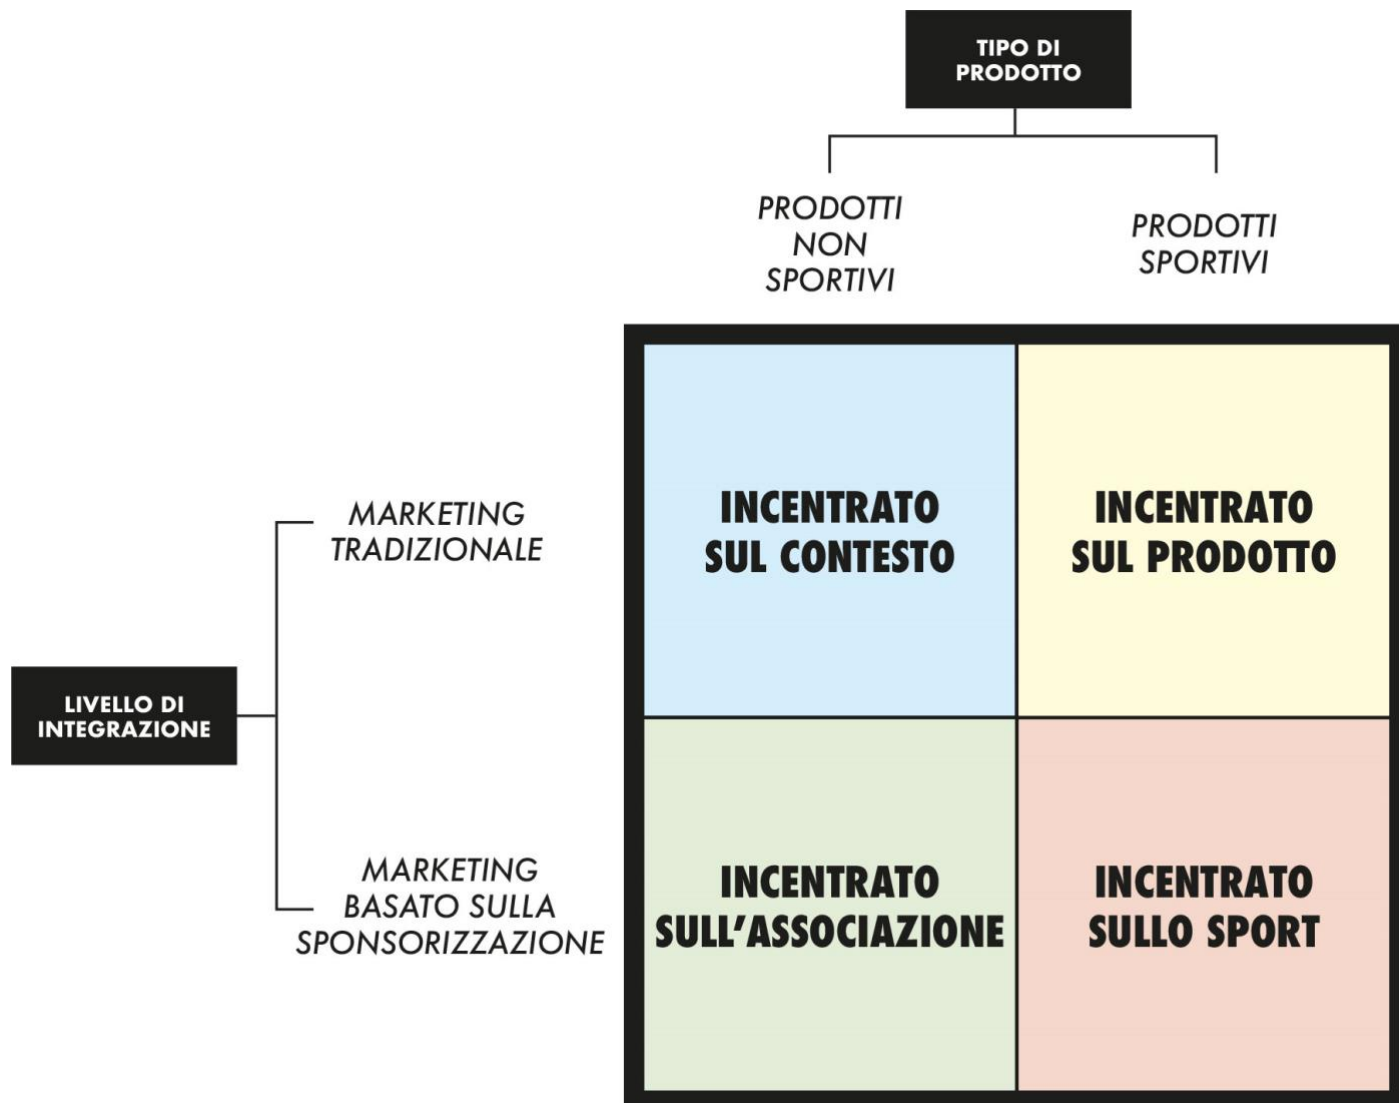 TIPO DI
PRODOTTO
PRODOTTI
NON
SPORTIVI
PRODOTTI
SPORTIVI
LIVELLO DI
INTEGRAZIONE
MARKETING
TRADIZIONALE
MARKETING
BASATO SULLA
SPONSORIZZAZIONE
INCENTRATO
SUL CONTESTO
INCENTRATO
SUL PRODOTTO
INCENTRATO
SULL'ASSOCIAZIONE
INCENTRATO
SULLO SPORT